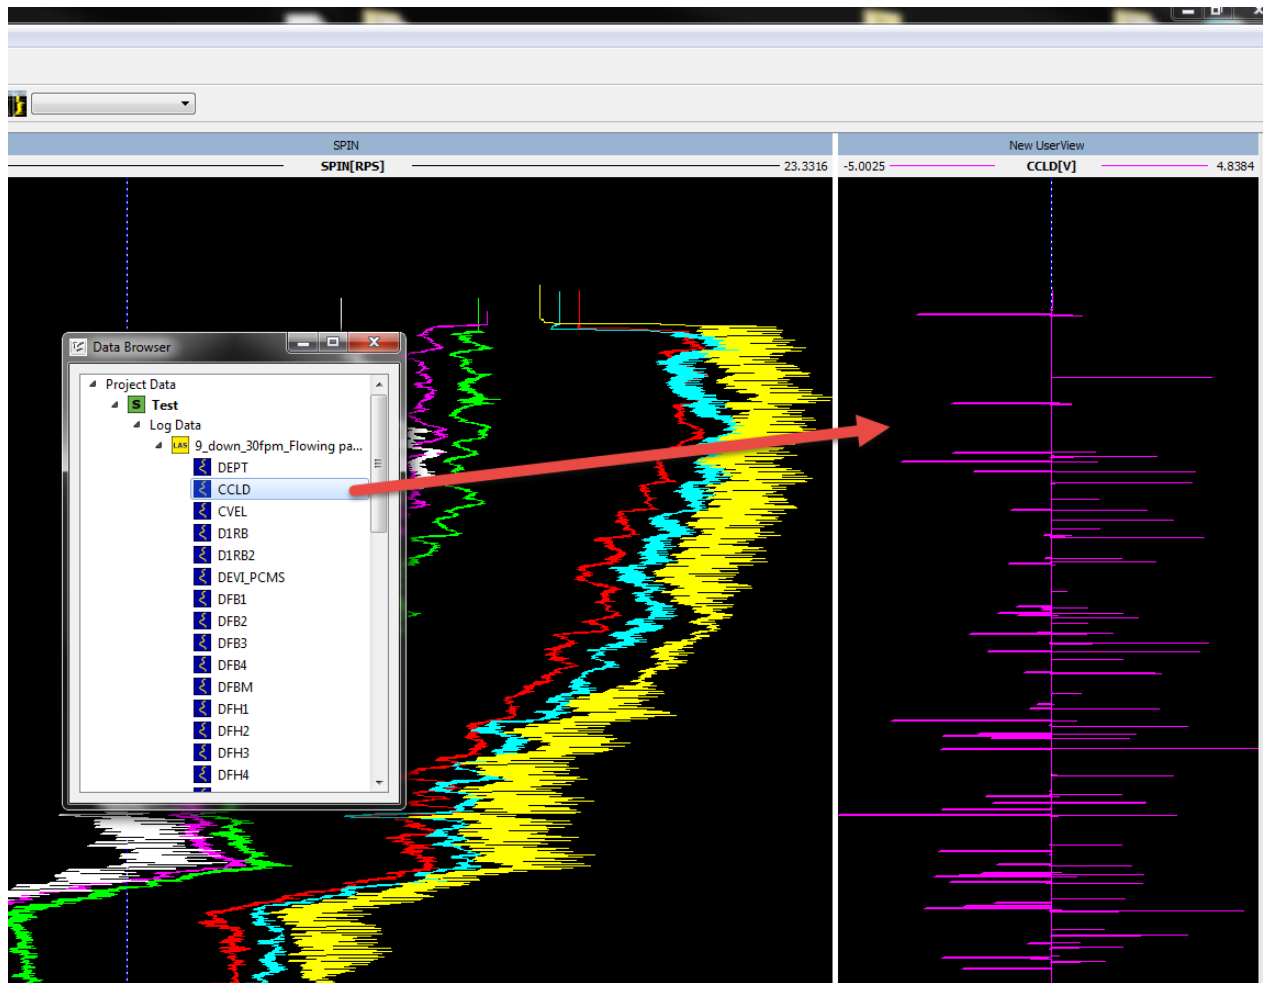 SPIN
New UserView
SPIN[RPS]
23.3316
-5.0025
CCLD[V]
4.8384
Data Browser
Project Data
S Test
Log Data
LAS 9_down_30fpm_Flowing pa...
DEPT
CCLD
CVEL
D1RB
D1RB2
DEVI_PCMS
DFB1
DFB2
DFB3
DFB4
DFBM
DFH1
DFH2
DFH3
DFH4